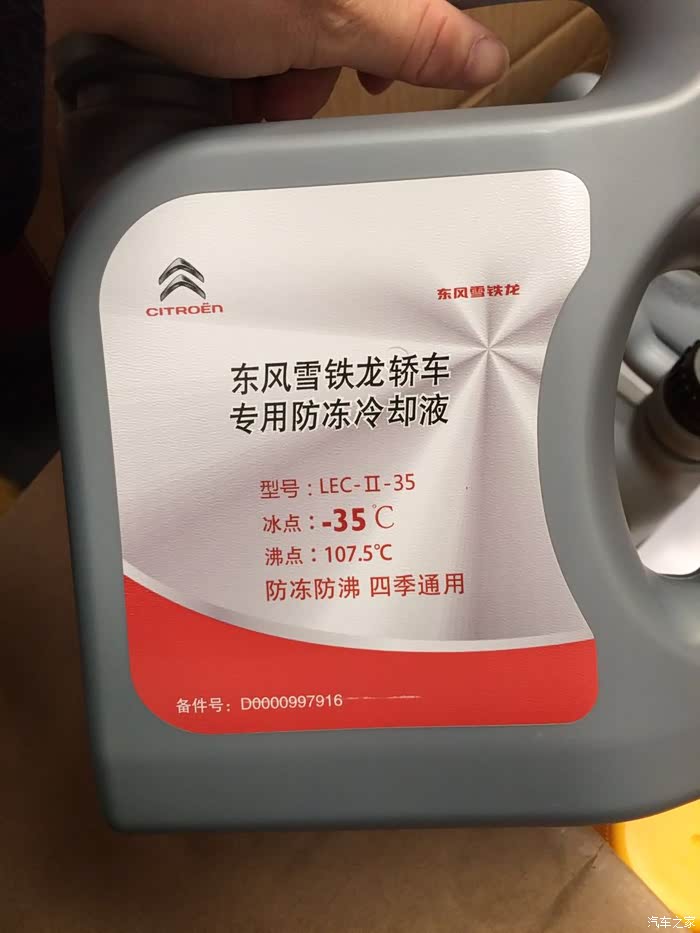 CITROËN
东风雪铁龙
东风雪铁龙轿车
专用防冻冷却液
型号：LEC-Ⅱ-35
冰点：-35℃
沸点：107.5℃
防冻防沸 四季通用
备件号：D0000997916
汽车之家